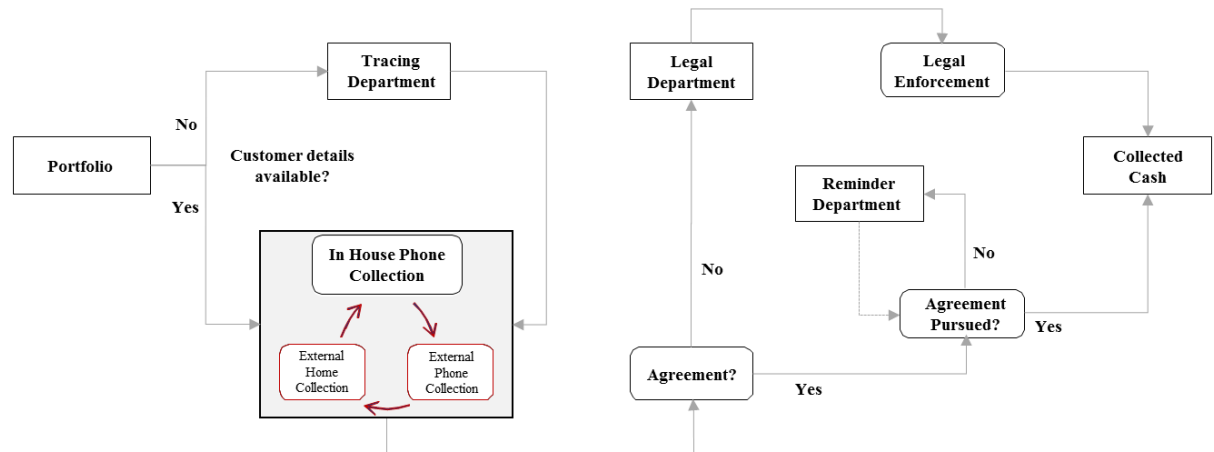 Tracing
Department
No
Portfolio
Customer details
available?
Yes
In House Phone
Collection
External
Home
Collection
External
Phone
Collection
Legal
Department
Legal
Enforcement
Collected
Cash
Reminder
Department
No
No
Agreement
Pursued?
Yes
Agreement?
Yes